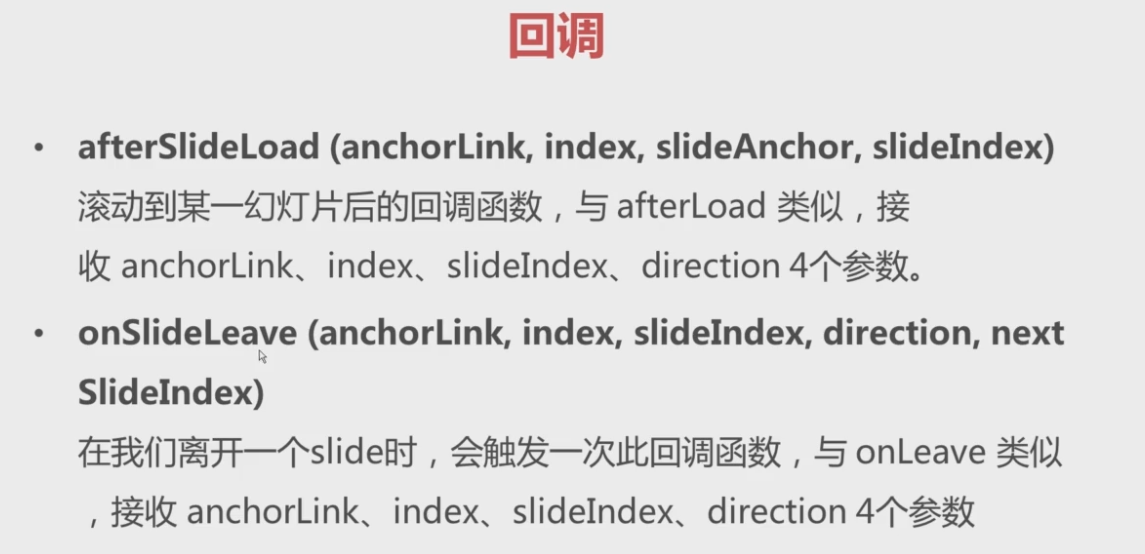 回调
• afterSlideLoad (anchorLink, index, slideAnchor, slideIndex)
滚动到某一幻灯片后的回调函数，与 afterLoad 类似，接
收 anchorLink、index、slideIndex、direction 4个参数。
• onSlideLeave (anchorLink, index, slideIndex, direction, next
SlideIndex)
在我们离开一个slide时，会触发一次此回调函数，与 onLeave 类似
，接收 anchorLink、index、slideIndex、direction 4个参数